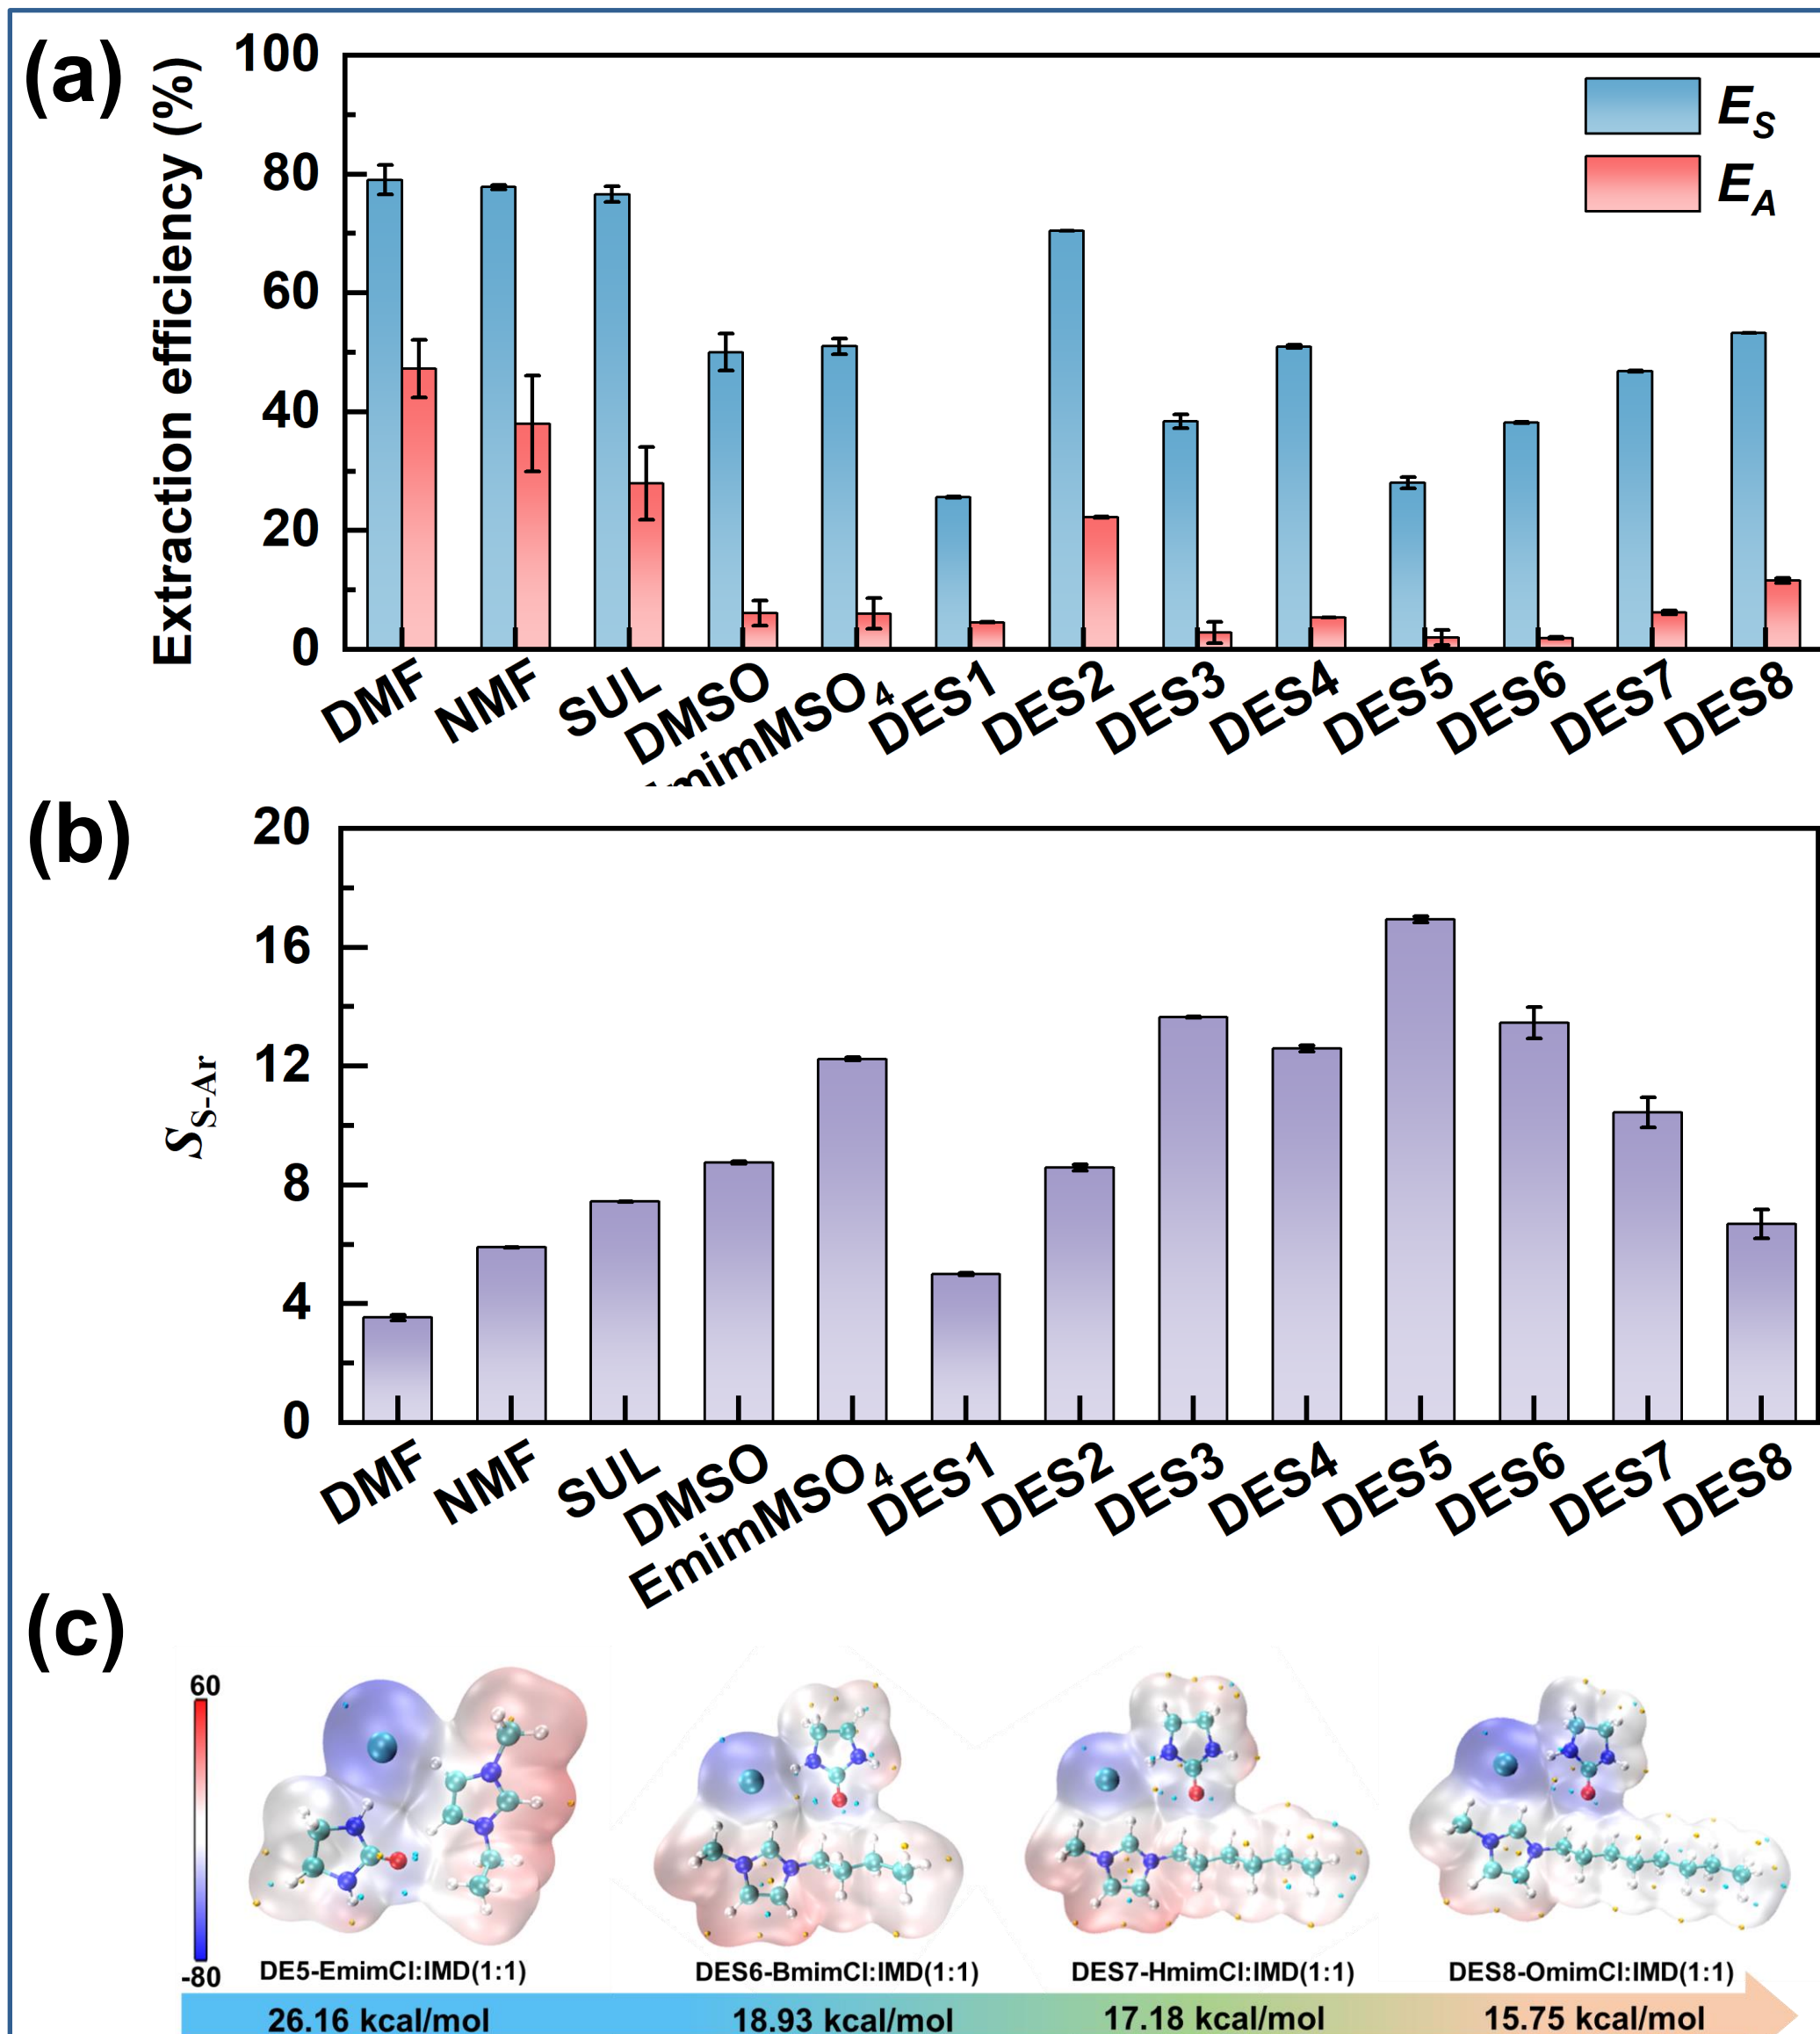 (a)
Extraction efficiency (%)
100
80
60
40
20
0
E_S
E_A
DMF NMF SUL DMSO DES1 DES2 DES3 DES4 DES5 DES6 DES7 DES8
(b)
S_S-Ar
20
16
12
8
4
0
DMF NMF SUL DMSO EmimMSO₄ DES1 DES2 DES3 DES4 DES5 DES6 DES7 DES8
(c)
60
-80
DE5-EmimCl:IMD(1:1) DES6-BmimCl:IMD(1:1) DES7-HmimCl:IMD(1:1) DES8-OmimCl:IMD(1:1)
26.16 kcal/mol 18.93 kcal/mol 17.18 kcal/mol 15.75 kcal/mol